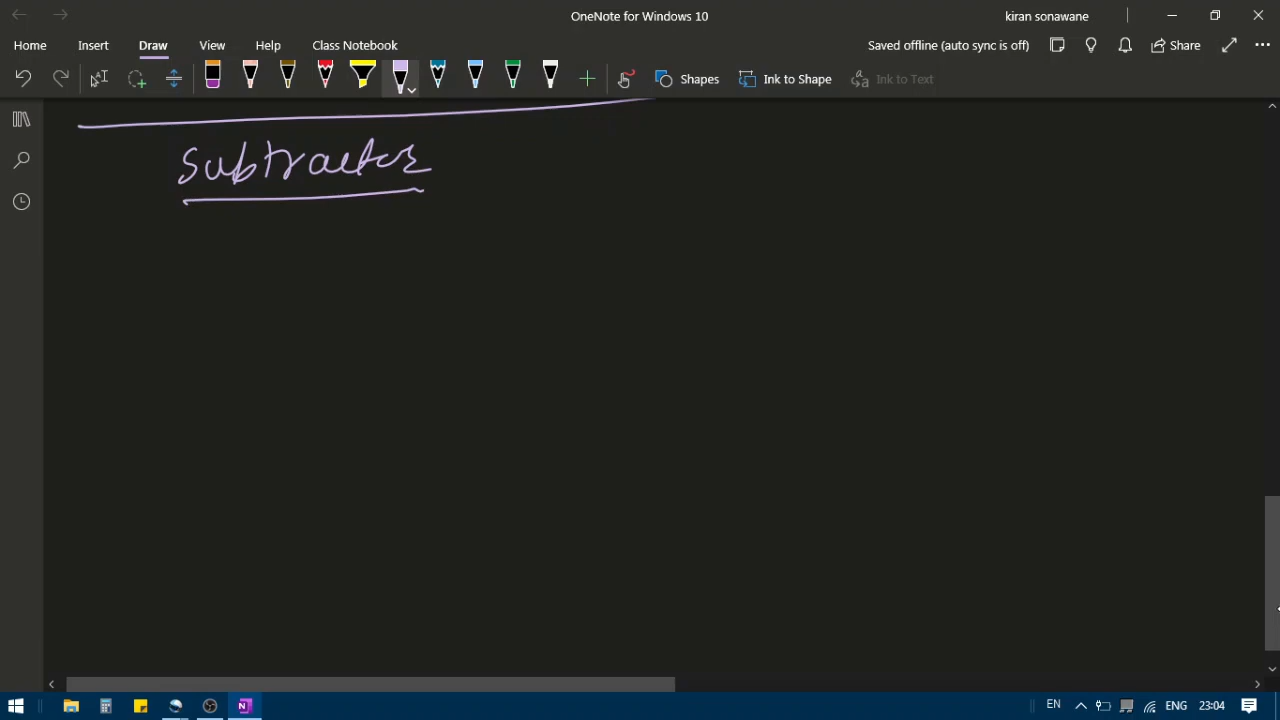 OneNote for Windows 10
kiran sonawane
Home Insert Draw View Help Class Notebook
Saved offline (auto sync is off) Share
Shapes Ink to Shape Ink to Text
Subtractor
EN ENG 23:04